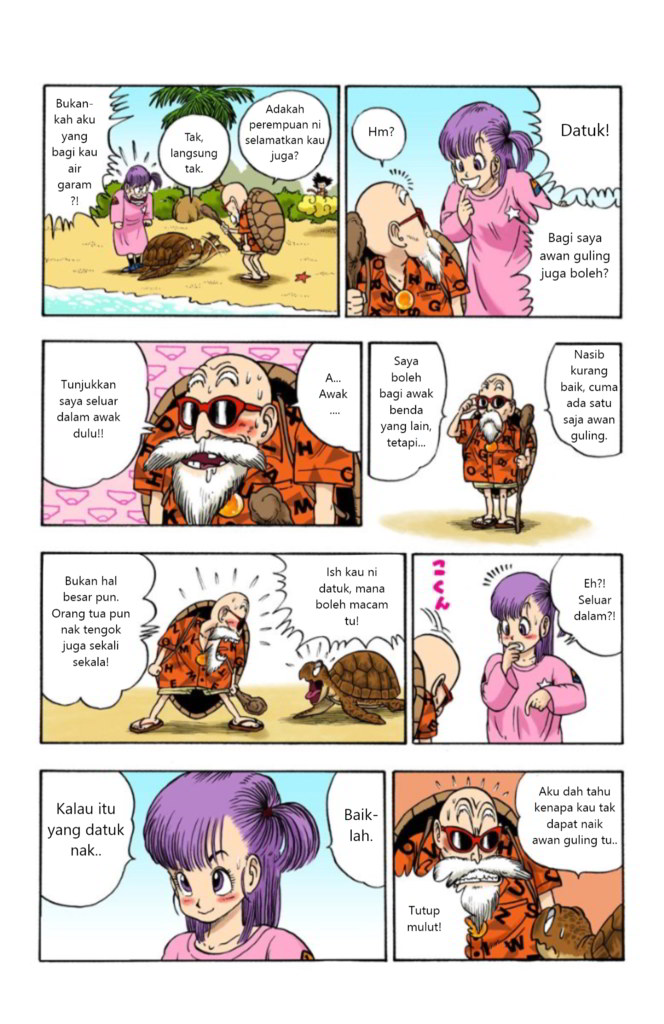 Datuk!
Bagi saya
awan guling
juga boleh?
Hm?
Adakah
perempuan ni
selamatkan kau
juga?
Tak,
langsung
tak.
Bukan-
kah aku
yang
bagi kau
air
garam
?!
Nasib
kurang
baik, cuma
ada satu
saja awan
guling.
Saya
boleh
bagi awak
benda
yang lain,
tetapi...
A...
Awak
....
Tunjukkan
saya seluar
dalam awak
dulu!!
Eh?!
Seluar
dalam?!
こくん
Ish kau ni
datuk, mana
boleh macam
tu!
Bukan hal
besar pun.
Orang tua pun
nak tengok
juga sekali
sekala!
Aku dah tahu
kenapa kau tak
dapat naik
awan guling tu..
Tutup
mulut!
Baik-
lah.
Kalau itu
yang datuk
nak..